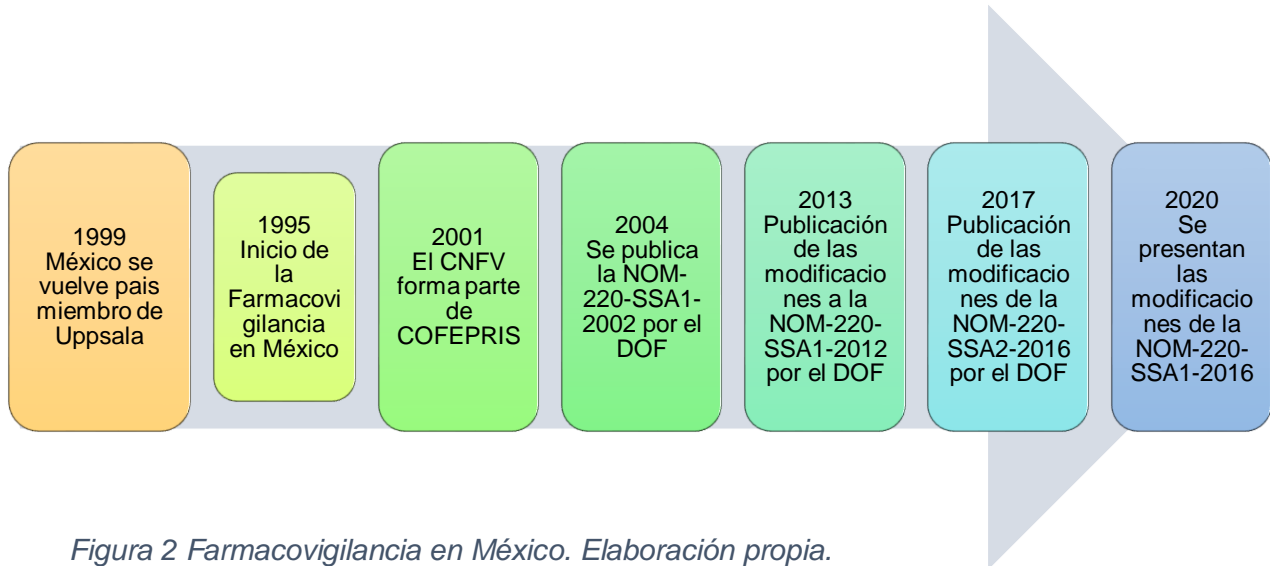 1999
México se
vuelve pais
miembro de
Uppsala
1995
Inicio de
la
Farmacovi
gilancia
en México
2001
El CNFV
forma parte
de
COFEPRIS
2004
Se publica
la NOM-
220-SSA1-
2002 por el
DOF
2013
Publicación
de las
modificacio
nes a la
NOM-220-
SSA1-2012
por el DOF
2017
Publicación
de las
modificacio
nes de la
NOM-220-
SSA2-2016
por el DOF
2020
Se
presentan
las
modificacio
nes de la
NOM-220-
SSA1-2016
Figura 2 Farmacovigilancia en México. Elaboración propia.